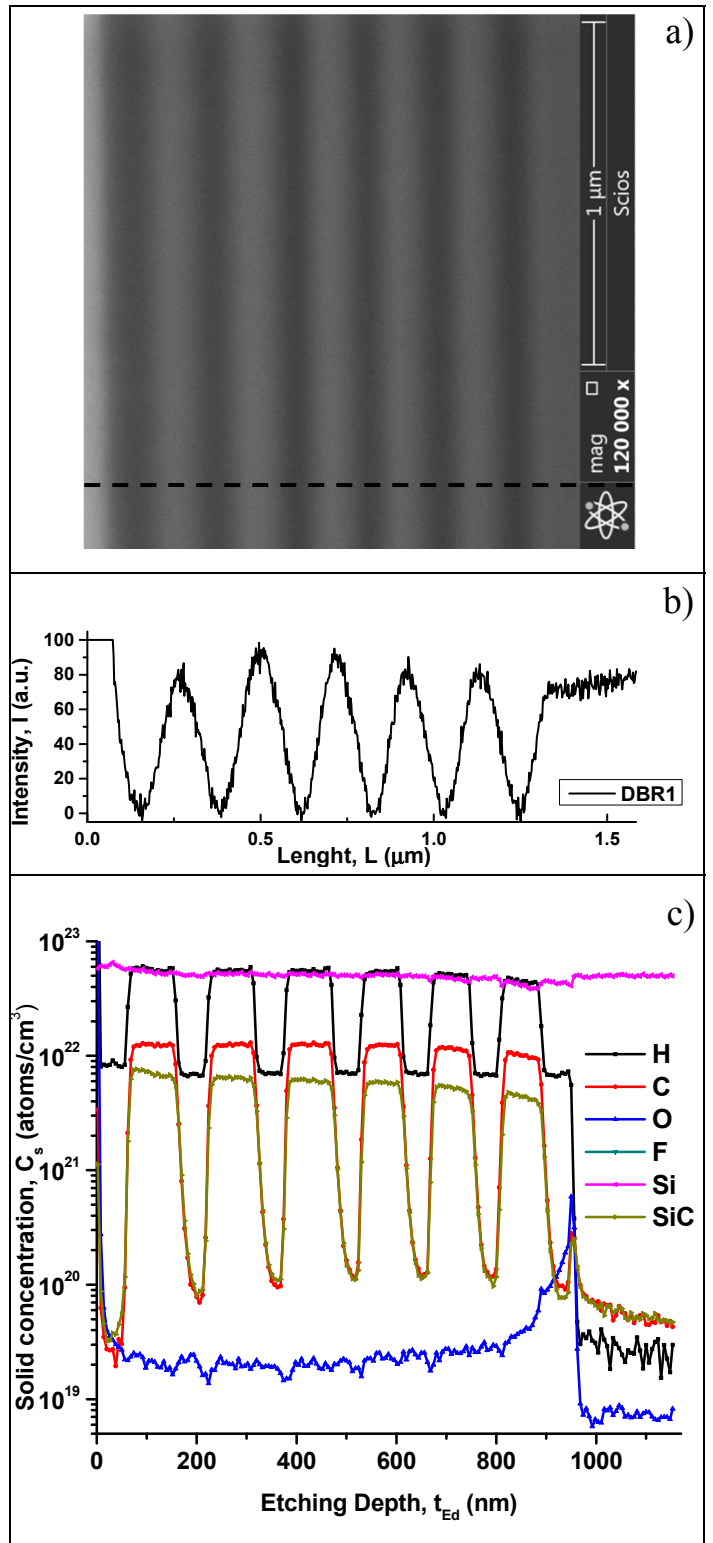 a)
1 µm
Scios
mag
120 000 x
b)
Intensity, I (a.u.)
100
80
60
40
20
0
0.0
0.5
1.0
1.5
DBR1
Lenght, L (µm)
c)
Solid concentration, Cₛ (atoms/cm³)
10²³
10²²
10²¹
10²⁰
10¹⁹
H
C
O
F
Si
SiC
0
200
400
600
800
1000
Etching Depth, t_Ed (nm)